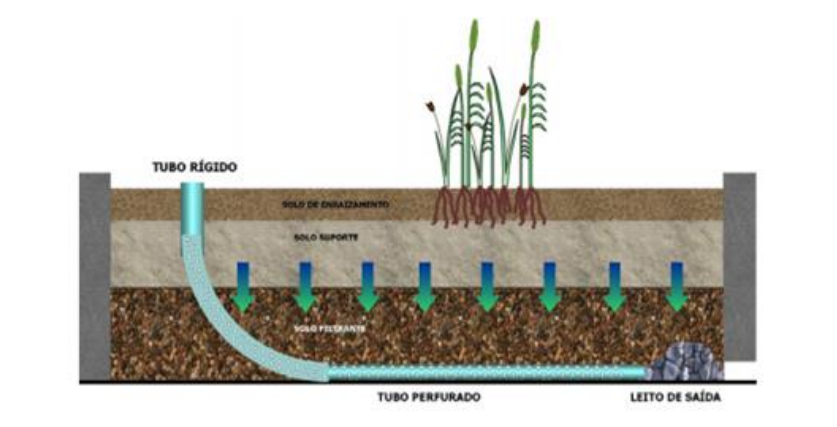 TUBO RÍGIDO
SOLO DE ENRAIZAMENTO
SOLO SUPORTE
SOLO FILTRANTE
TUBO PERFURADO
LEITO DE SAÍDA